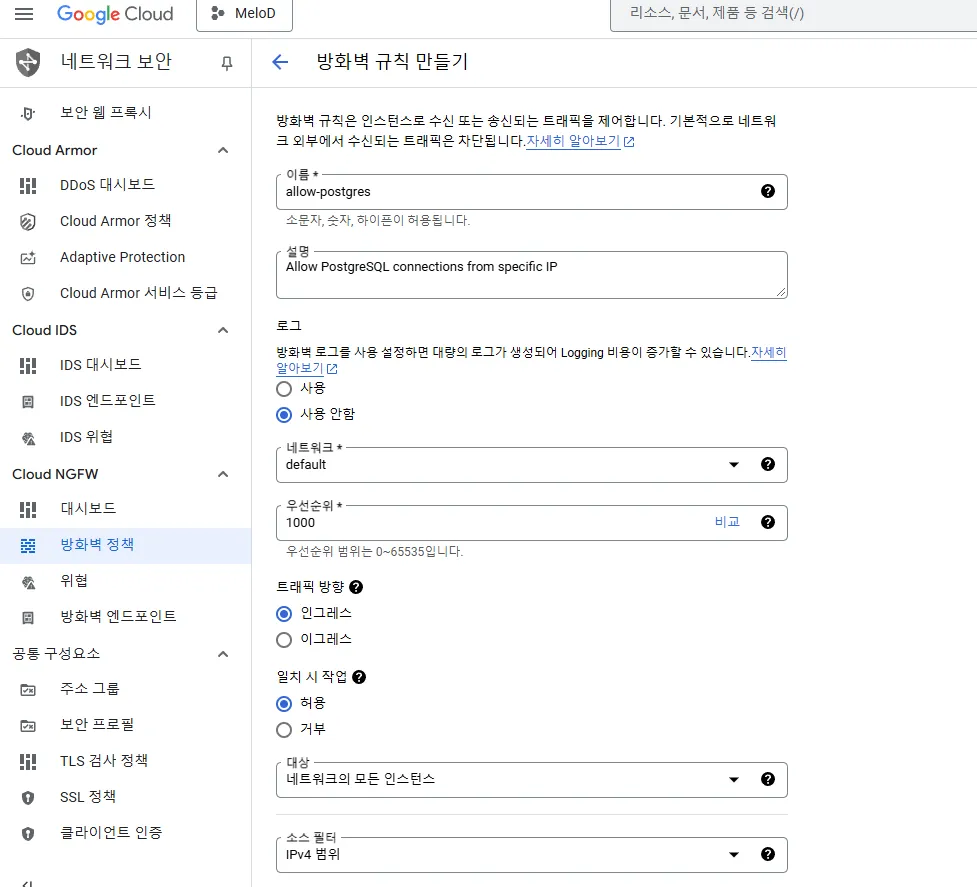 Google Cloud
MeloD
리소스, 문서, 제품 등 검색(/)
네트워크 보안
보안 웹 프록시
Cloud Armor
DDoS 대시보드
Cloud Armor 정책
Adaptive Protection
Cloud Armor 서비스 등급
Cloud IDS
IDS 대시보드
IDS 엔드포인트
IDS 위협
Cloud NGFW
대시보드
방화벽 정책
위협
방화벽 엔드포인트
공통 구성요소
주소 그룹
보안 프로필
TLS 검사 정책
SSL 정책
클라이언트 인증
방화벽 규칙 만들기
방화벽 규칙은 인스턴스로 수신 또는 송신되는 트래픽을 제어합니다. 기본적으로 네트워
크 외부에서 수신되는 트래픽은 차단됩니다.자세히 알아보기
이름 *
allow-postgres
소문자, 숫자, 하이픈이 허용됩니다.
설명
Allow PostgreSQL connections from specific IP
로그
방화벽 로그를 사용 설정하면 대량의 로그가 생성되어 Logging 비용이 증가할 수 있습니다.자세히
알아보기
사용
사용 안함
네트워크 *
default
우선순위 *
1000
비교
우선순위 범위는 0~65535입니다.
트래픽 방향
인그레스
이그레스
일치 시 작업
허용
거부
대상
네트워크의 모든 인스턴스
소스 필터
IPv4 범위